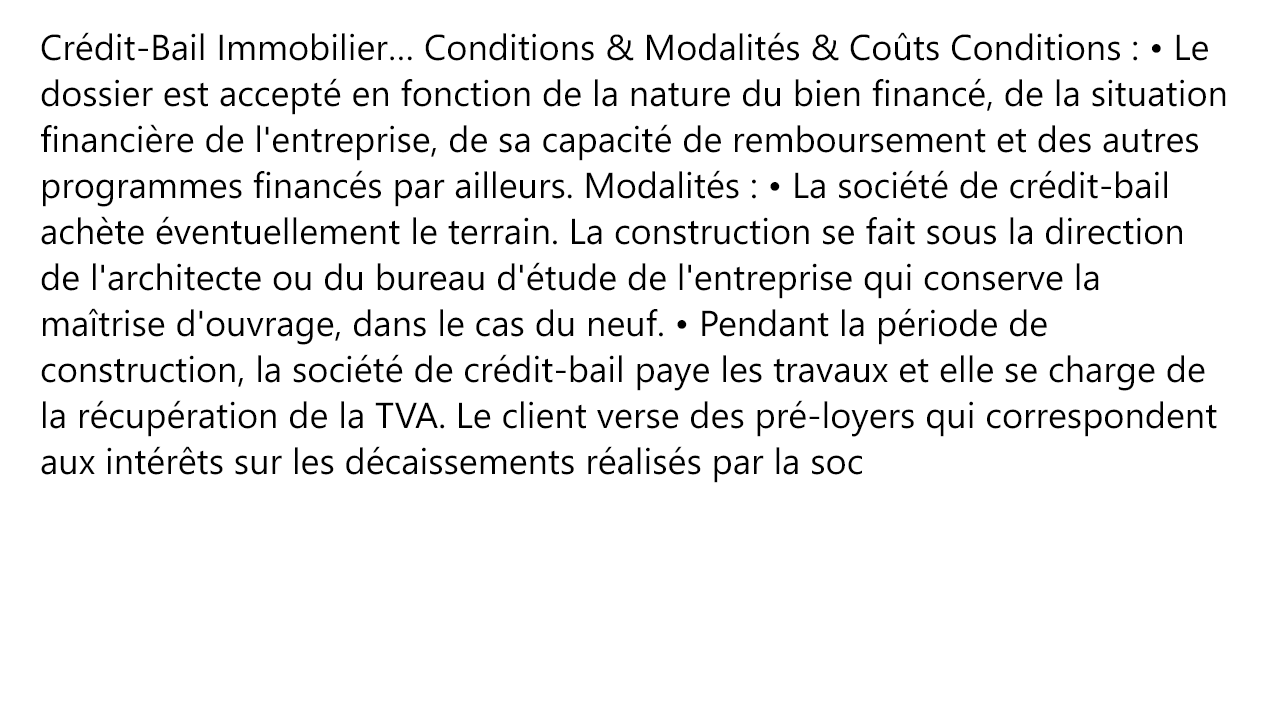 Crédit-Bail Immobilier… Conditions & Modalités & Coûts Conditions : • Le
dossier est accepté en fonction de la nature du bien financé, de la situation
financière de l'entreprise, de sa capacité de remboursement et des autres
programmes financés par ailleurs. Modalités : • La société de crédit-bail
achète éventuellement le terrain. La construction se fait sous la direction
de l'architecte ou du bureau d'étude de l'entreprise qui conserve la
maîtrise d'ouvrage, dans le cas du neuf. • Pendant la période de
construction, la société de crédit-bail paye les travaux et elle se charge de
la récupération de la TVA. Le client verse des pré-loyers qui correspondent
aux intérêts sur les décaissements réalisés par la soc